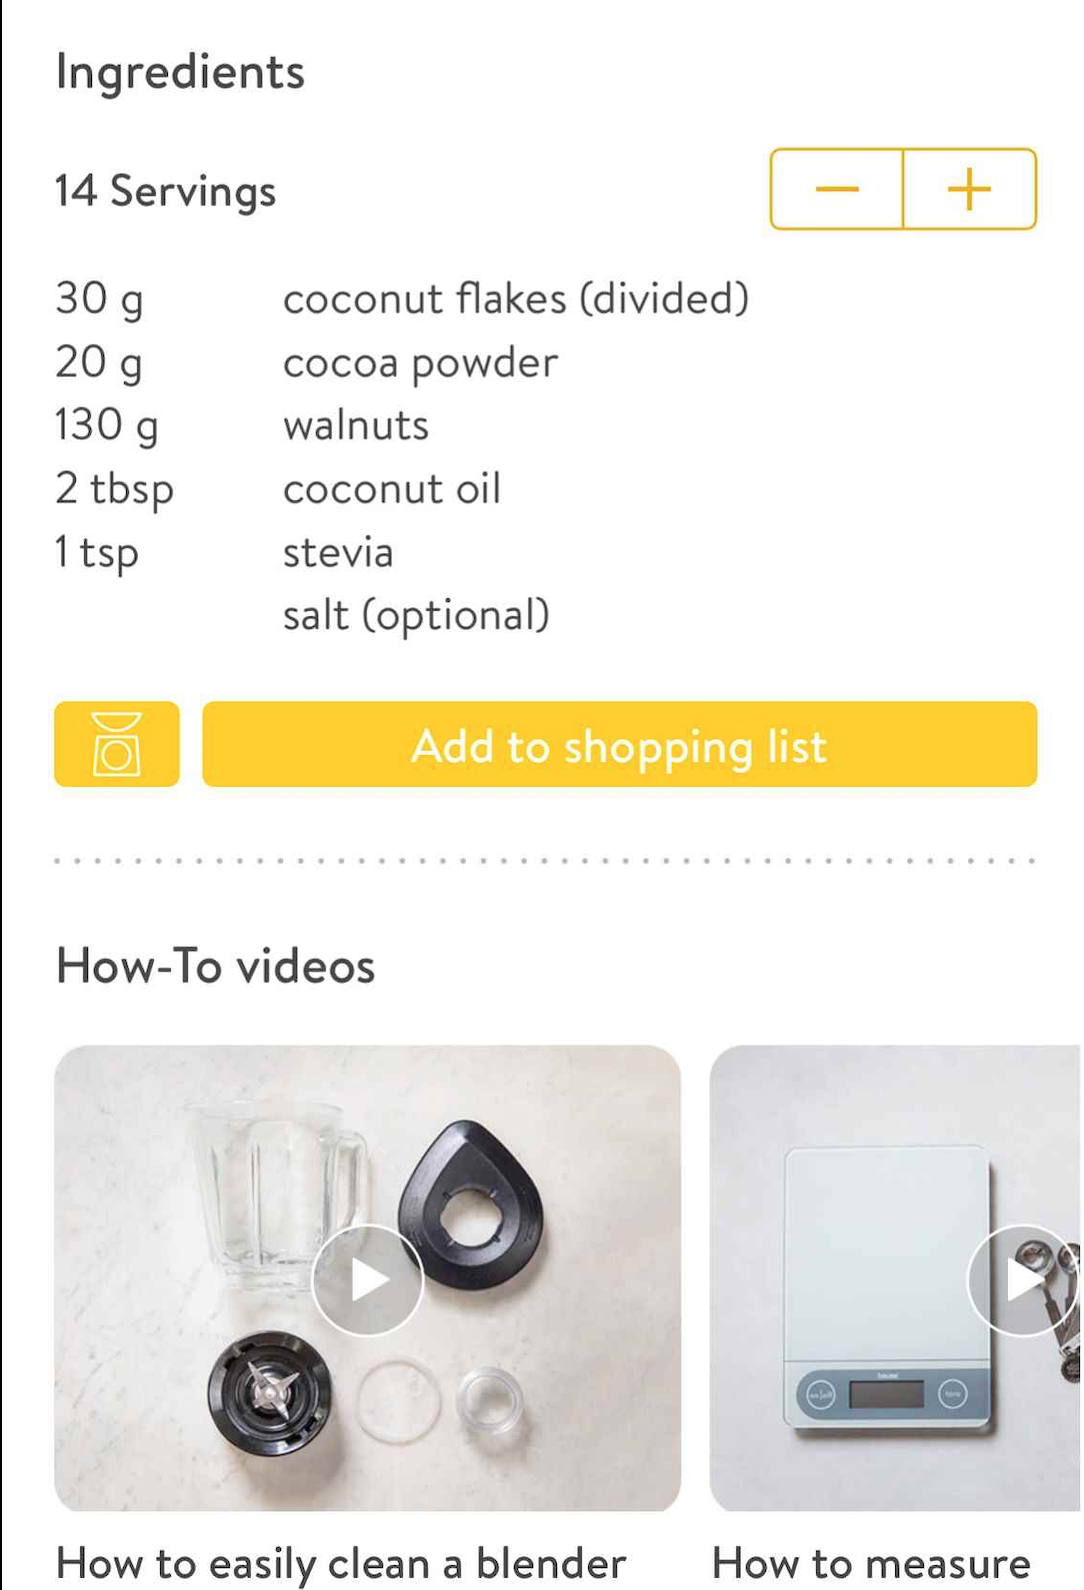 Ingredients
14 Servings
30 g coconut flakes (divided)
20 g cocoa powder
130 g walnuts
2 tbsp coconut oil
1 tsp stevia
salt (optional)
Add to shopping list
How-To videos
How to easily clean a blender
How to measure